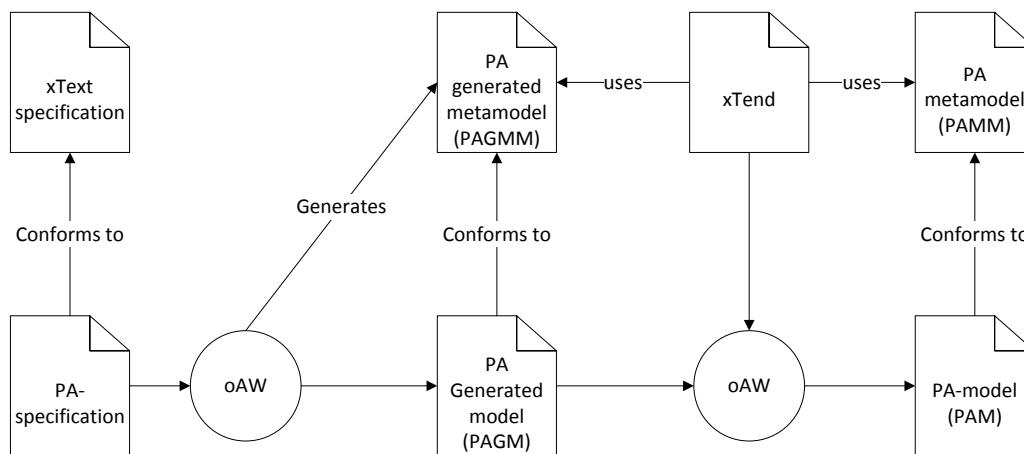 xText
specification
PA
generated
metamodel
(PAGMM)
uses
xTend
uses
PA
metamodel
(PAMM)
Generates
Conforms to
Conforms to
Conforms to
PA-
specification
oAW
PA
Generated
model
(PAGM)
oAW
PA-model
(PAM)